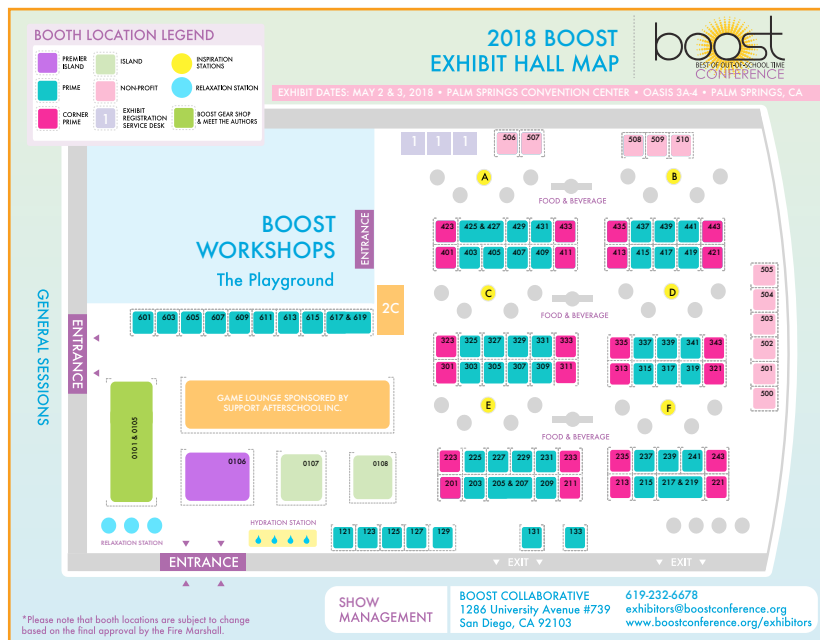 BOOTH LOCATION LEGEND
PREMIER
ISLAND
ISLAND
INSPIRATION
STATIONS
PRIME
NON-PROFIT
RELAXATION STATION
CORNER
PRIME
1
EXHIBIT
REGISTRATION
SERVICE DESK
BOOST GEAR SHOP
& MEET THE AUTHORS
2018 BOOST
EXHIBIT HALL MAP
boost
BEST OF OUT-OF-SCHOOL TIME
CONFERENCE
EXHIBIT DATES: MAY 2 & 3, 2018 • PALM SPRINGS CONVENTION CENTER • OASIS 3A-4 • PALM SPRINGS, CA
1 1 1 506 507 508 509 510
A B
FOOD & BEVERAGE
BOOST
WORKSHOPS
The Playground
ENTRANCE
423 425 & 427 429 431 433 435 437 439 441 443
401 403 405 407 409 411 413 415 417 419 421
505
504
503
502
501
500
C D
FOOD & BEVERAGE
2C
601 603 605 607 609 611 613 615 617 & 619
GENERAL SESSIONS
ENTRANCE
323 325 327 329 331 333 335 337 339 341 343
301 303 305 307 309 311 313 315 317 319 321
GAME LOUNGE SPONSORED BY
SUPPORT AFTERSCHOOL INC.
E F
FOOD & BEVERAGE
0101 & 0105
0106 0107 0108
223 225 227 229 231 233 235 237 239 241 243
201 203 205 & 207 209 211 213 215 217 & 219 221
RELAXATION STATION
HYDRATION STATION
121 123 125 127 129 131 133
ENTRANCE
EXIT EXIT
*Please note that booth locations are subject to change
based on the final approval by the Fire Marshall.
SHOW
MANAGEMENT
BOOST COLLABORATIVE
1286 University Avenue #739
San Diego, CA 92103
619-232-6678
exhibitors@boostconference.org
www.boostconference.org/exhibitors